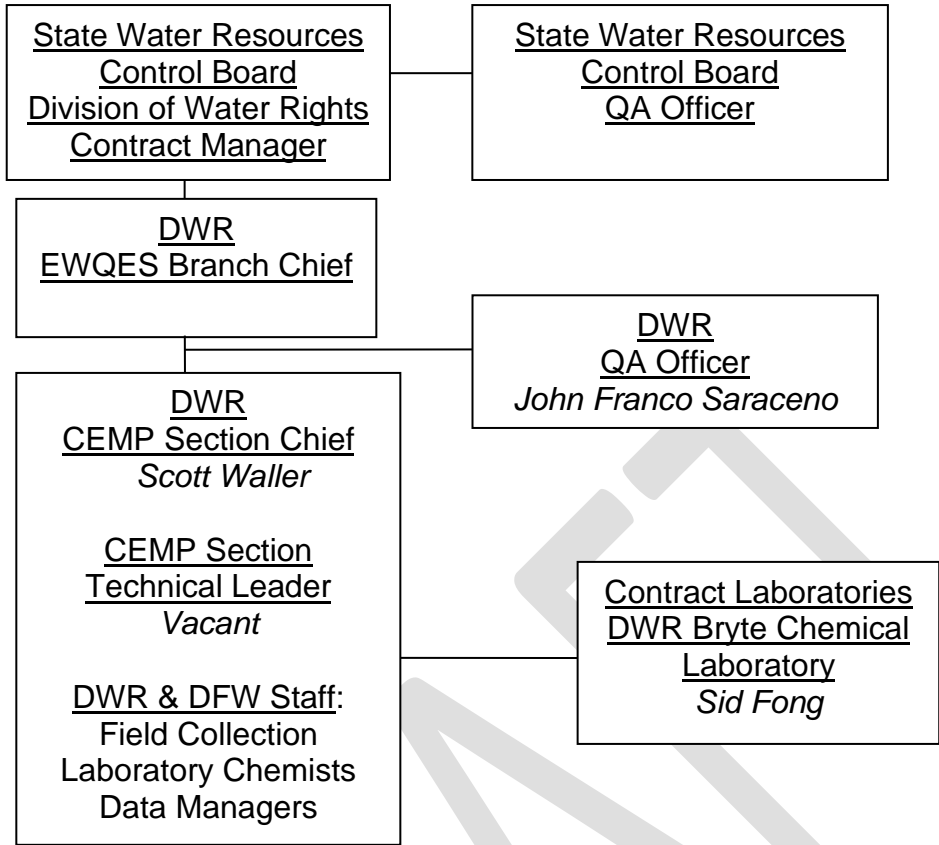 State Water Resources
Control Board
Division of Water Rights
Contract Manager
State Water Resources
Control Board
QA Officer
DWR
EWQES Branch Chief
DWR
QA Officer
John Franco Saraceno
DWR
CEMP Section Chief
Scott Waller
CEMP Section
Technical Leader
Vacant
DWR & DFW Staff:
Field Collection
Laboratory Chemists
Data Managers
Contract Laboratories
DWR Bryte Chemical
Laboratory
Sid Fong